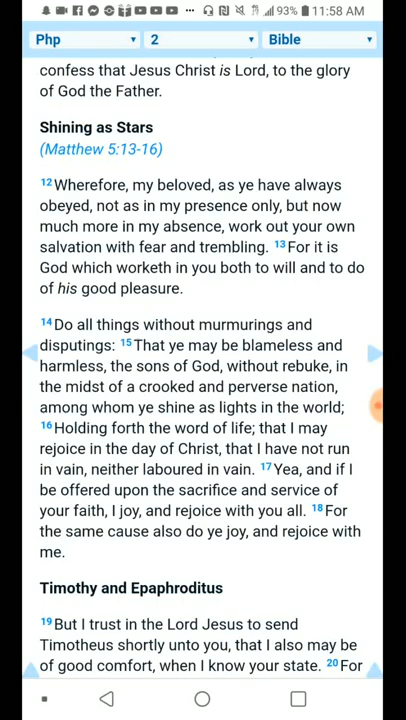 93% 11:58 AM
Php 2 Bible
confess that Jesus Christ is Lord, to the glory
of God the Father.
Shining as Stars
(Matthew 5:13-16)
12 Wherefore, my beloved, as ye have always
obeyed, not as in my presence only, but now
much more in my absence, work out your own
salvation with fear and trembling. 13 For it is
God which worketh in you both to will and to do
of his good pleasure.
14 Do all things without murmurings and
disputings: 15 That ye may be blameless and
harmless, the sons of God, without rebuke, in
the midst of a crooked and perverse nation,
among whom ye shine as lights in the world;
16 Holding forth the word of life; that I may
rejoice in the day of Christ, that I have not run
in vain, neither laboured in vain. 17 Yea, and if I
be offered upon the sacrifice and service of
your faith, I joy, and rejoice with you all. 18 For
the same cause also do ye joy, and rejoice with
me.
Timothy and Epaphroditus
19 But I trust in the Lord Jesus to send
Timotheus shortly unto you, that I also may be
of good comfort, when I know your state. 20 For